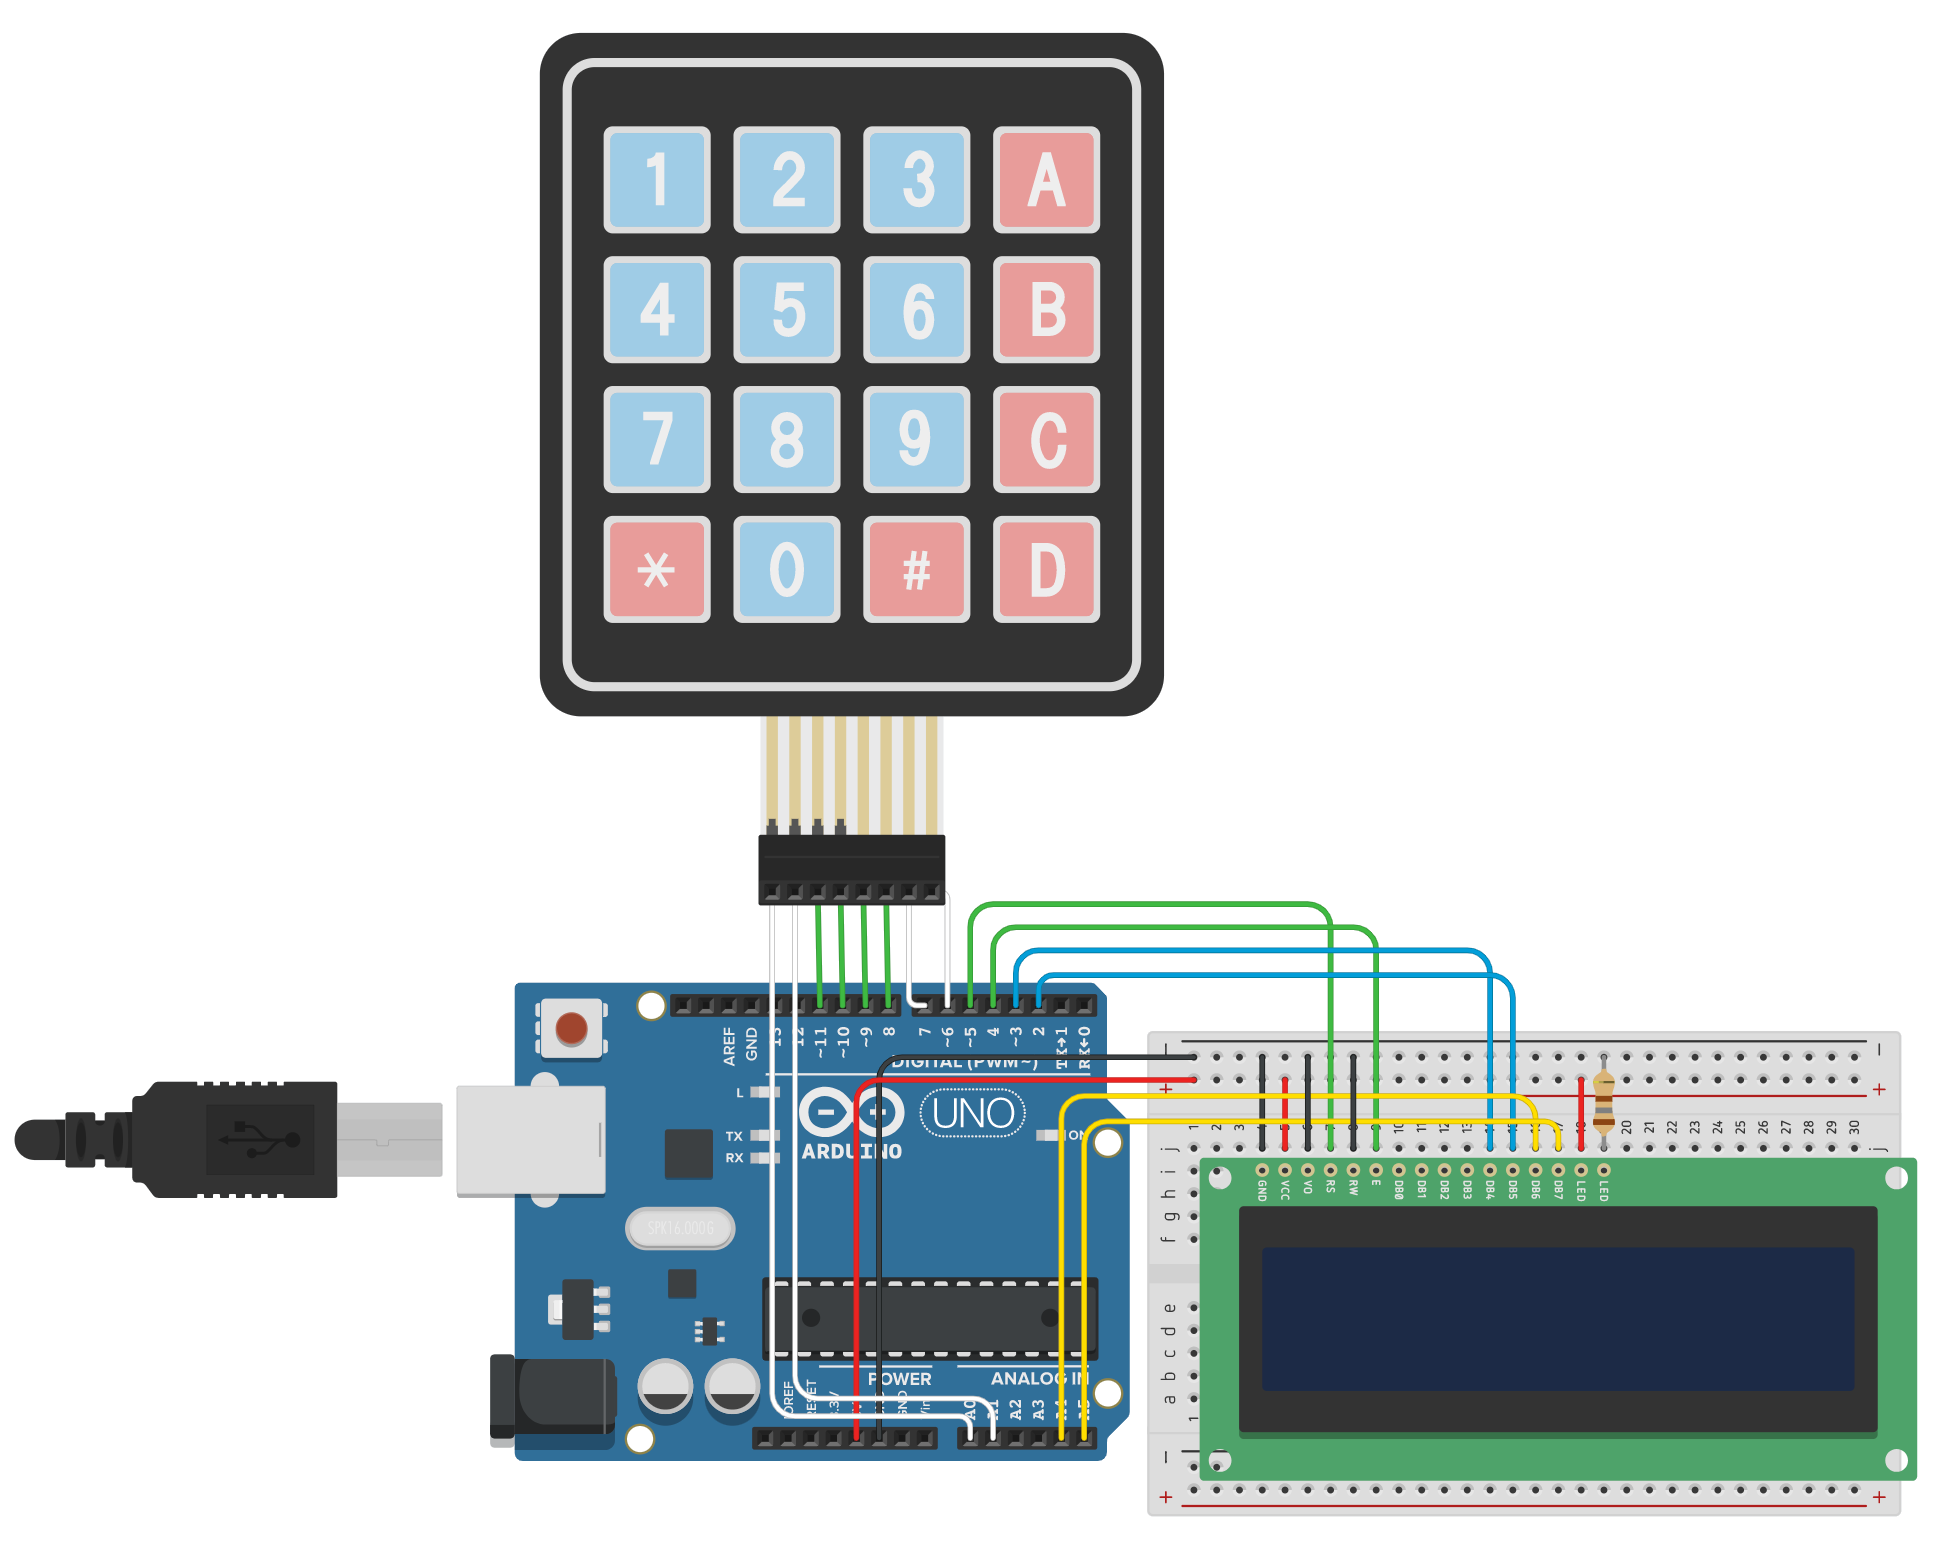 1 2 3 A
4 5 6 B
7 8 9 C
* 0 # D
AREF GND 13 12 ~11 ~10 ~9 8 7 ~6 ~5 4 ~3 2 TX→1 RX←0
DIGITAL (PWM~)
L
TX
RX
ON
UNO
ARDUINO
SPK16.000G
POWER
ANALOG IN
IOREF RESET 3.3V GND Vin A0 A1 A2 A3 A4 A5
− −
+ +
1 2 3 10 11 12 13 20 21 22 23 24 25 26 27 28 29 30
j j
i
h
g
f
GND VCC VO RS RW E DB0 DB1 DB2 DB3 DB4 DB5 DB6 DB7 LED LED
e
d
c
b
a
1
−
+ +